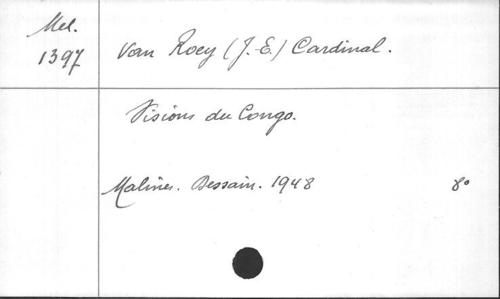 Mel.
1397
Van Roey (J.E.) Cardinal.
Visions du Congo.
Malines. Dessain. 1948 8°